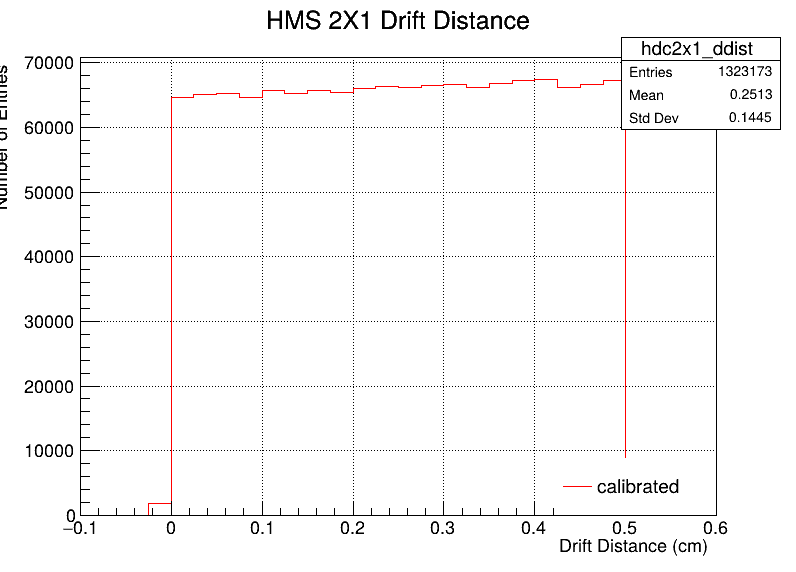 HMS 2X1 Drift Distance
hdc2x1_ddist
Entries 1323173
Mean 0.2513
Std Dev 0.1445
Number of Entries
70000
60000
50000
40000
30000
20000
10000
0
calibrated
−0.1 0 0.1 0.2 0.3 0.4 0.5 0.6
Drift Distance (cm)